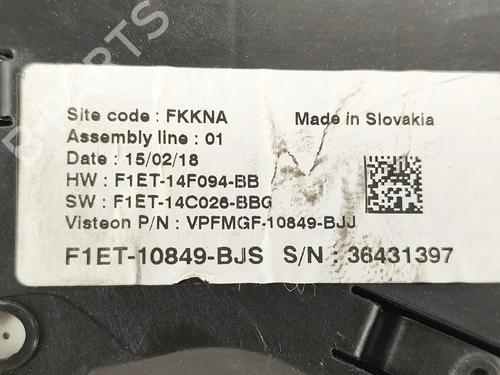 B-PARTS
Site code : FKKNA
Made in Slovakia
Assembly line : 01
Date : 15/02/18
HW : F1ET-14F094-BB
SW : F1ET-14C026-BBG
Visteon P/N : VPFMGF-10849-BJJ
F1ET-10849-BJS S/N : 36431397